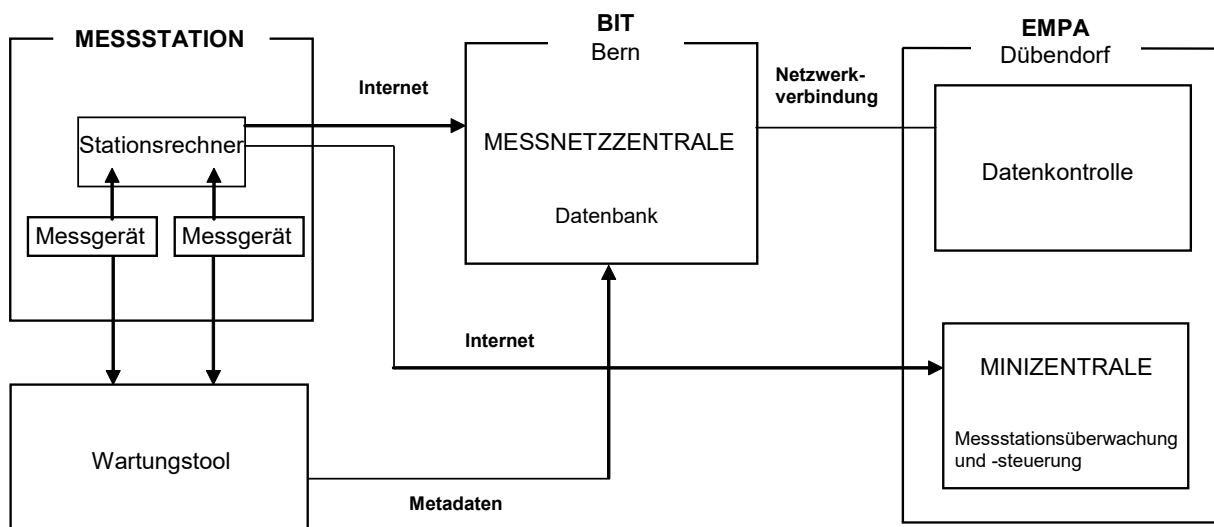 MESSSTATION
Internet
Stationsrechner
Messgerät
Messgerät
Wartungstool
Metadaten
BIT
Bern
MESSNETZZENTRALE
Datenbank
Internet
Netzwerk-
verbindung
EMPA
Dübendorf
Datenkontrolle
MINIZENTRALE
Messstationsüberwachung
und -steuerung